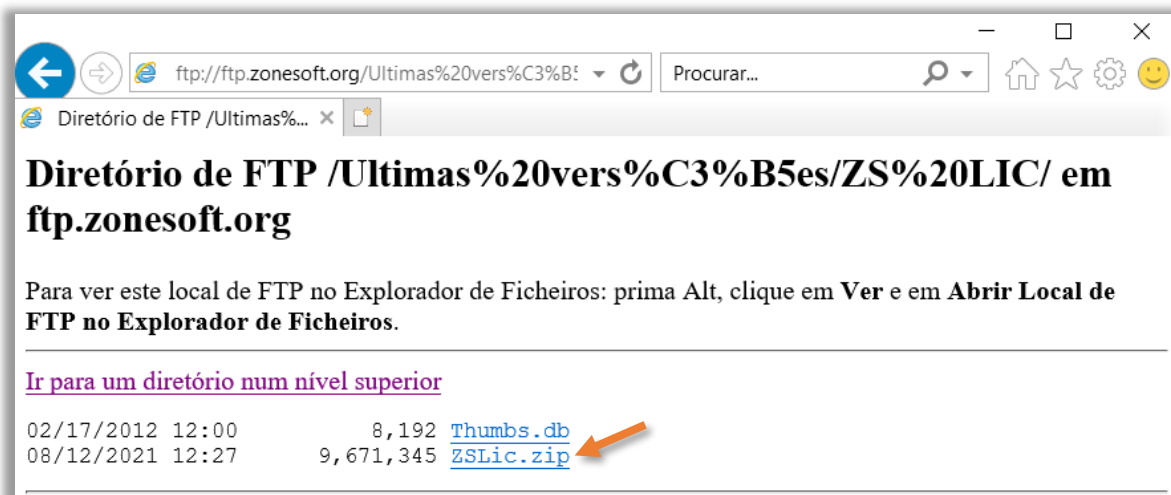 ftp://ftp.zonesoft.org/Ultimas%20vers%C3%B5 Procurar...
Diretório de FTP /Ultimas%...
Diretório de FTP /Ultimas%20vers%C3%B5es/ZS%20LIC/ em
ftp.zonesoft.org
Para ver este local de FTP no Explorador de Ficheiros: prima Alt, clique em Ver e em Abrir Local de
FTP no Explorador de Ficheiros.
Ir para um diretório num nível superior
02/17/2012 12:00 8,192 Thumbs.db
08/12/2021 12:27 9,671,345 ZSLic.zip